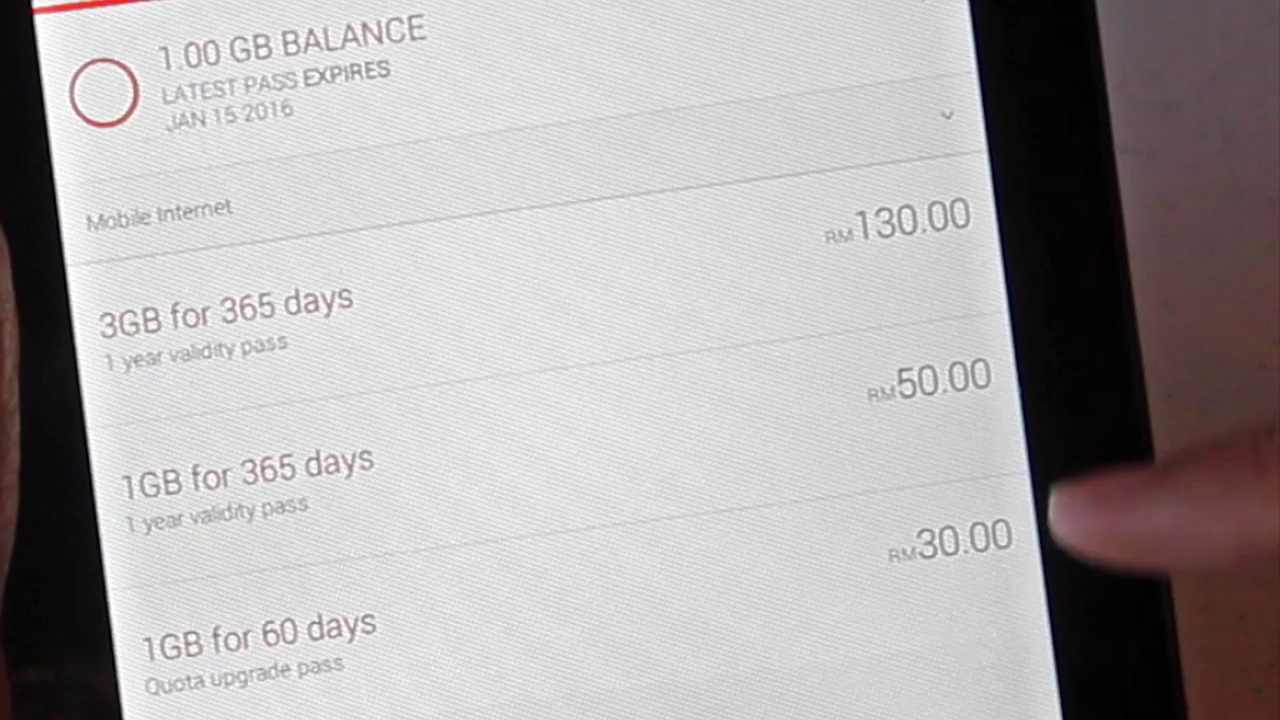 1.00 GB BALANCE
LATEST PASS EXPIRES
JAN 15 2016
Mobile Internet
RM130.00
3GB for 365 days
1 year validity pass
RM50.00
1GB for 365 days
1 year validity pass
RM30.00
1GB for 60 days
Quota upgrade pass